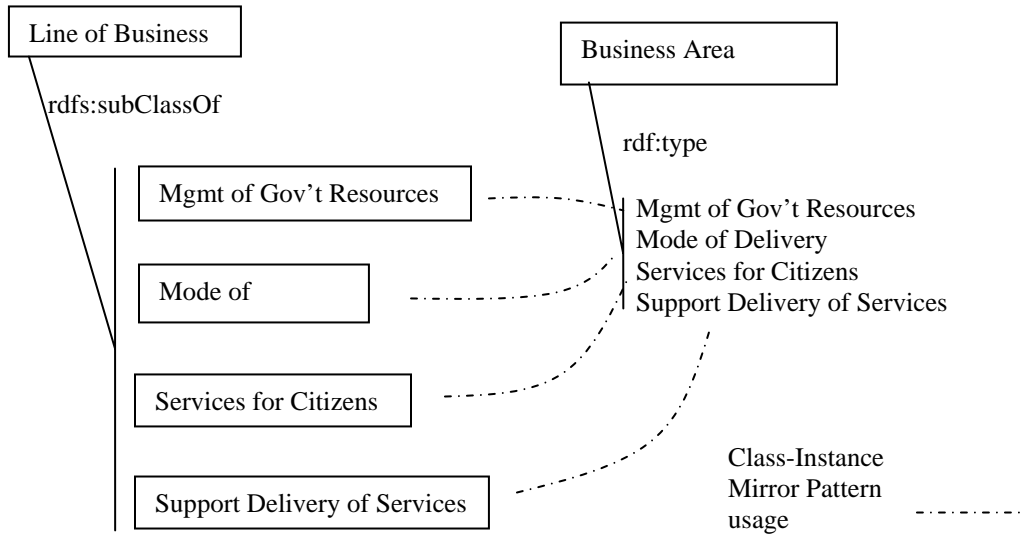 Line of Business
Business Area
rdfs:subClassOf
rdf:type
Mgmt of Gov’t Resources
Mode of
Services for Citizens
Support Delivery of Services
Mgmt of Gov’t Resources
Mode of Delivery
Services for Citizens
Support Delivery of Services
Class-Instance
Mirror Pattern
usage